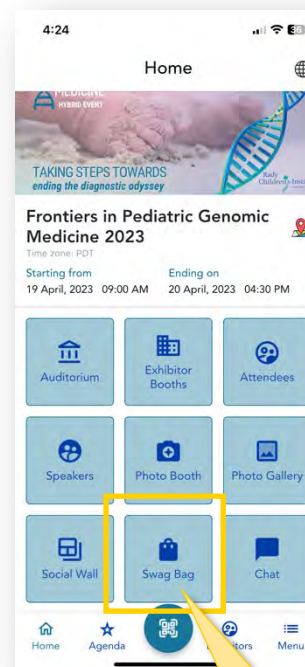 4:24
Home
MEDICINE
HYBRID EVENT
TAKING STEPS TOWARDS
ending the diagnostic odyssey
Rady
Children's
Frontiers in Pediatric Genomic
Medicine 2023
Time zone: PDT
Starting from
Ending on
19 April, 2023 09:00 AM
20 April, 2023 04:30 PM
Auditorium
Exhibitor
Booths
Attendees
Speakers
Photo Booth
Photo Gallery
Social Wall
Swag Bag
Chat
Home
Agenda
itors
Menu